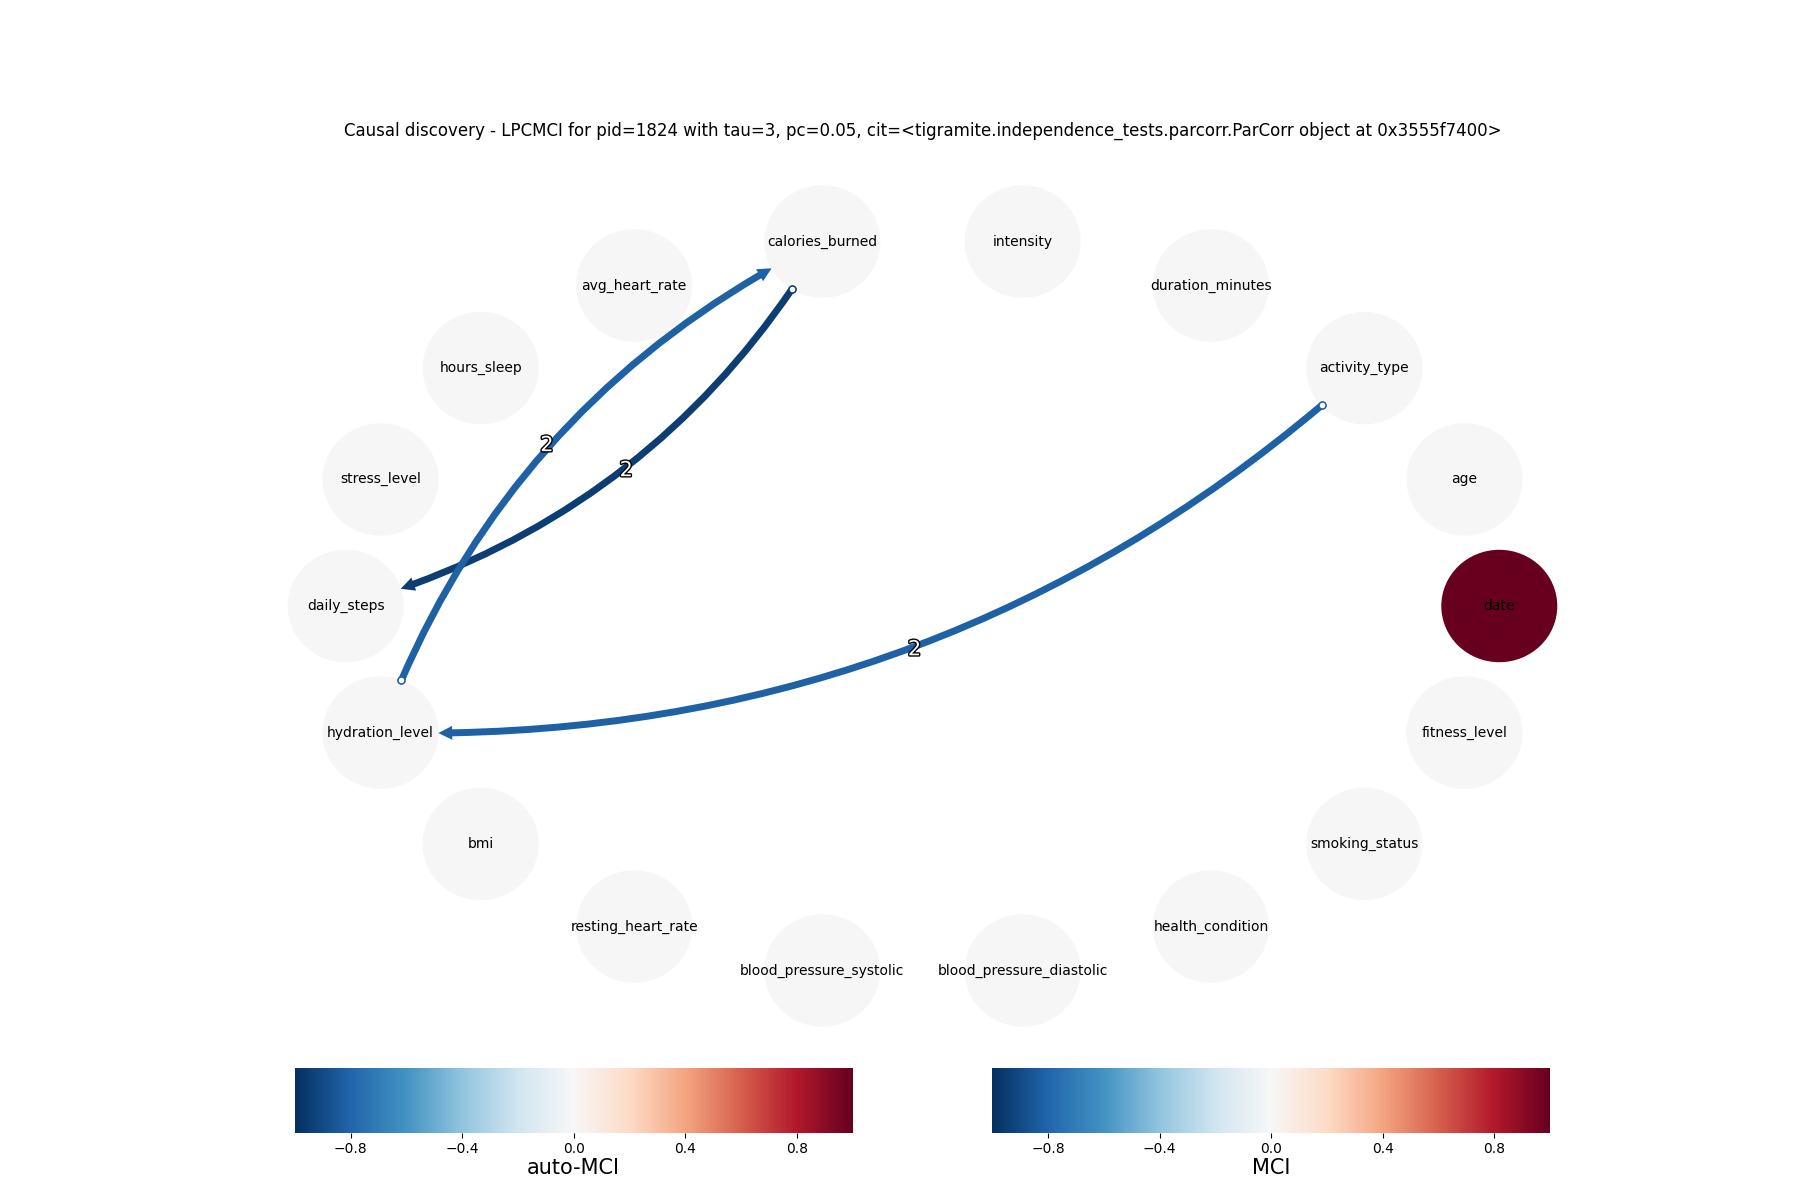 Causal discovery - LPCMCI for pid=1824 with tau=3, pc=0.05, cit=<tigramite.independence_tests.parcorr.ParCorr object at 0x3555f7400>
calories_burned
intensity
avg_heart_rate
duration_minutes
hours_sleep
activity_type
2
2
stress_level
age
daily_steps
date
2
hydration_level
fitness_level
bmi
smoking_status
resting_heart_rate
health_condition
blood_pressure_systolic
blood_pressure_diastolic
−0.8 −0.4 0.0 0.4 0.8
auto-MCI
−0.8 −0.4 0.0 0.4 0.8
MCI